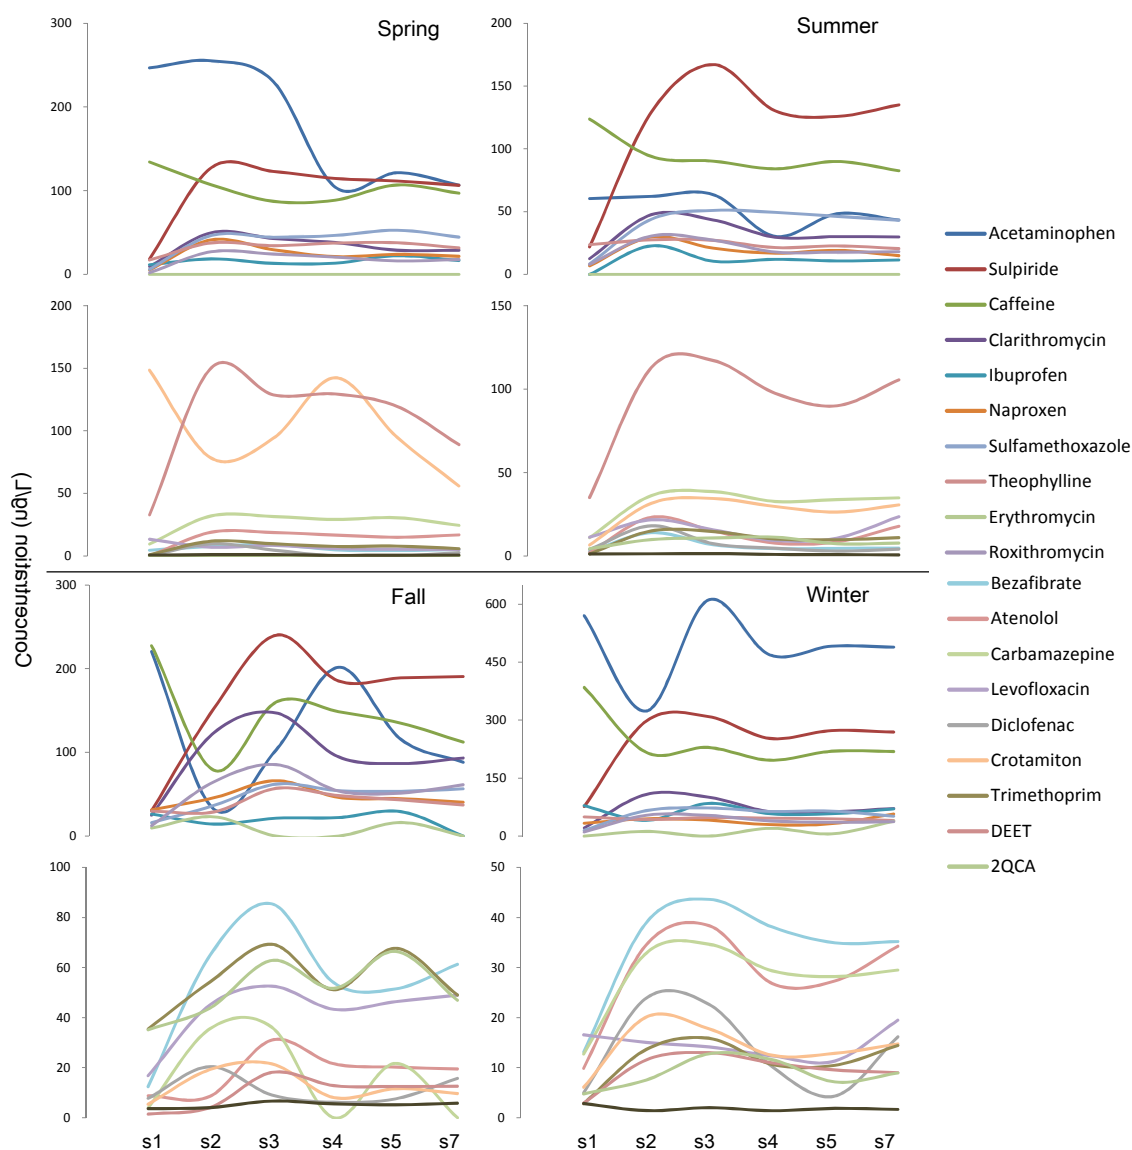 Spring
300
200
100
0
Summer
200
150
100
50
0
200
150
100
50
0
150
100
50
0
Concentration (ng/L)
Fall
300
200
100
0
Winter
600
450
300
150
0
100
80
60
40
20
0
50
40
30
20
10
0
s1 s2 s3 s4 s5 s7
s1 s2 s3 s4 s5 s7
Acetaminophen
Sulpiride
Caffeine
Clarithromycin
Ibuprofen
Naproxen
Sulfamethoxazole
Theophylline
Erythromycin
Roxithromycin
Bezafibrate
Atenolol
Carbamazepine
Levofloxacin
Diclofenac
Crotamiton
Trimethoprim
DEET
2QCA